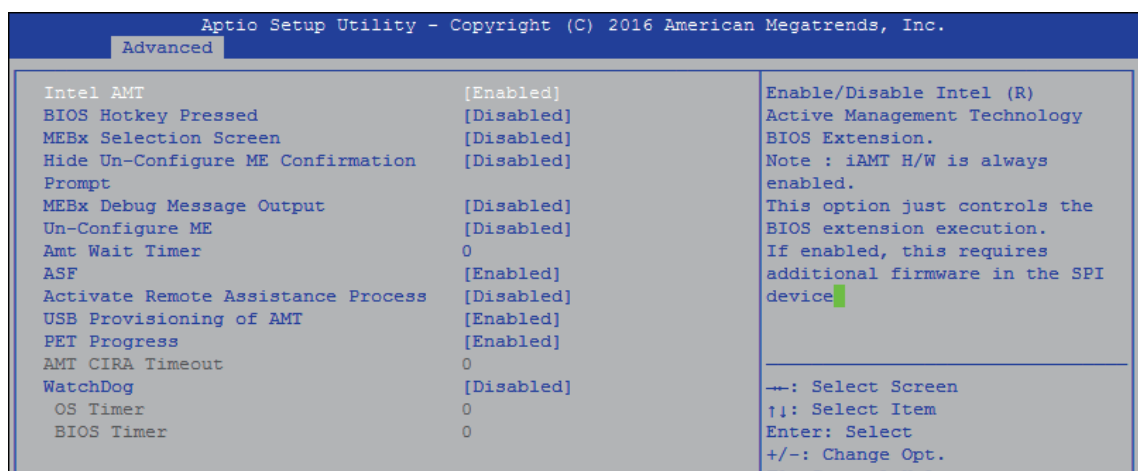 Aptio Setup Utility - Copyright (C) 2016 American Megatrends, Inc.
Advanced
Intel AMT [Enabled]
BIOS Hotkey Pressed [Disabled]
MEBx Selection Screen [Disabled]
Hide Un-Configure ME Confirmation [Disabled]
Prompt
MEBx Debug Message Output [Disabled]
Un-Configure ME [Disabled]
Amt Wait Timer 0
ASF [Enabled]
Activate Remote Assistance Process [Disabled]
USB Provisioning of AMT [Enabled]
PET Progress [Enabled]
AMT CIRA Timeout 0
WatchDog [Disabled]
OS Timer 0
BIOS Timer 0
Enable/Disable Intel (R)
Active Management Technology
BIOS Extension.
Note : iAMT H/W is always
enabled.
This option just controls the
BIOS extension execution.
If enabled, this requires
additional firmware in the SPI
device
→←: Select Screen
↑↓: Select Item
Enter: Select
+/-: Change Opt.